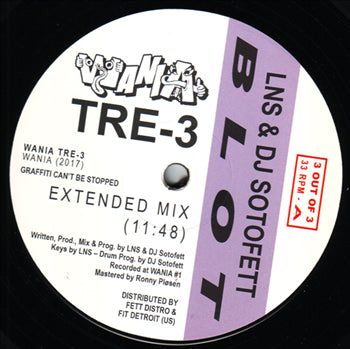 WANIA
TRE-3
WANIA TRE-3
WANIA (2017)
GRAFFITI CAN'T BE STOPPED
EXTENDED MIX
(11:48)
Written, Prod., Mix & Prog. by LNS & DJ Sotofett
Keys by LNS – Drum Prog. by DJ Sotofett
Recorded at WANIA #1
Mastered by Ronny Pløsen
DISTRIBUTED BY
FETT DISTRO &
FIT DETROIT (US)
LNS & DJ SOTOFETT
BLOT
3 OUT OF 3
33 RPM - A